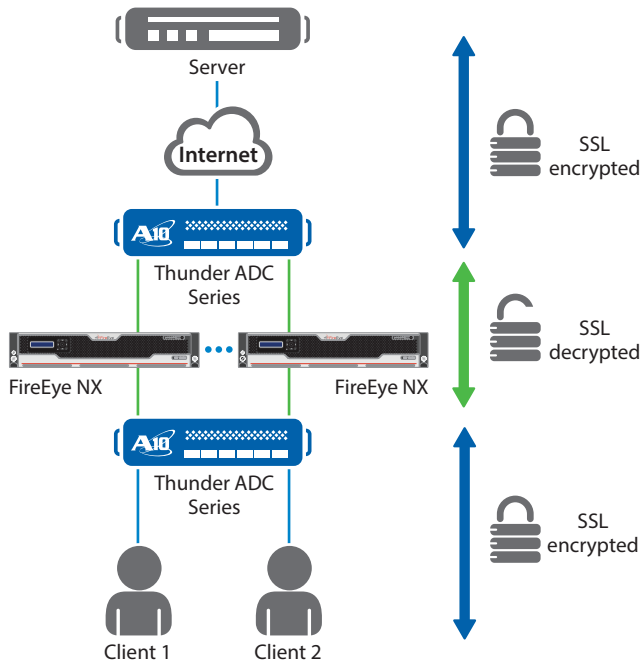 Server
Internet
SSL
encrypted
A10
Thunder ADC
Series
SSL
decrypted
FireEye NX
FireEye NX
A10
Thunder ADC
Series
SSL
encrypted
Client 1
Client 2